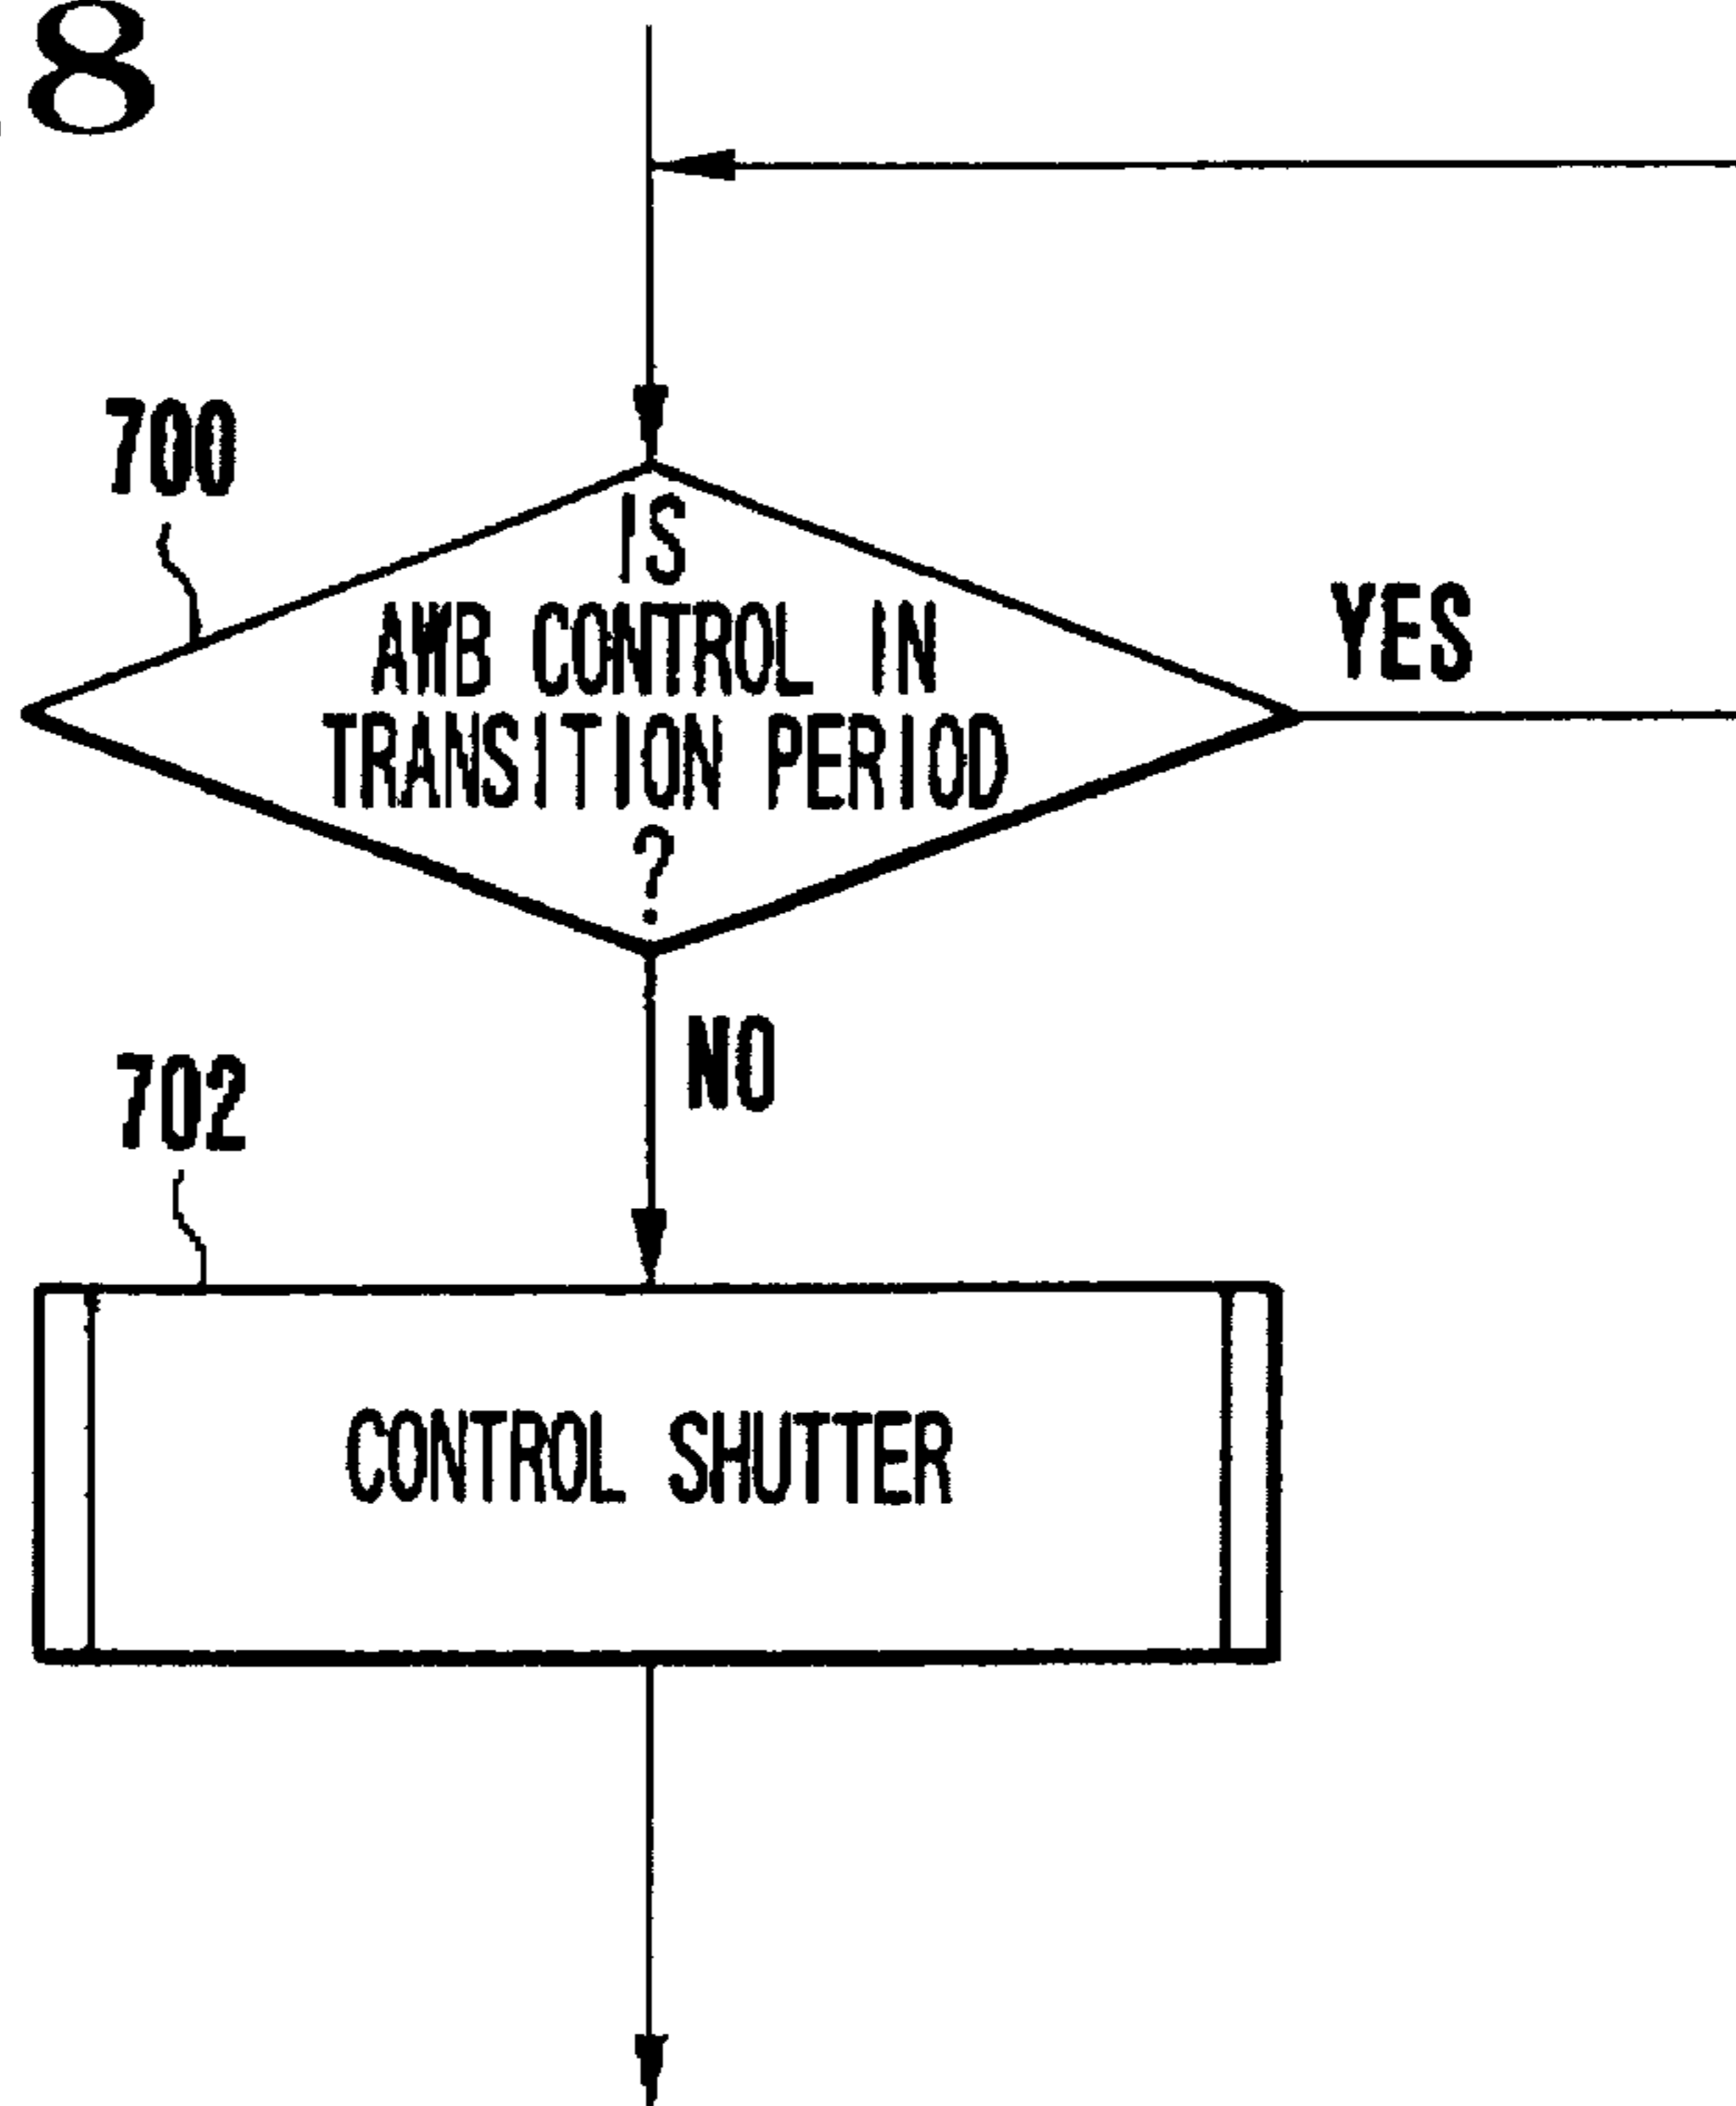 8
700
IS
AWB CONTROL IN
TRANSITION PERIOD
?
YES
NO
702
CONTROL SHUTTER